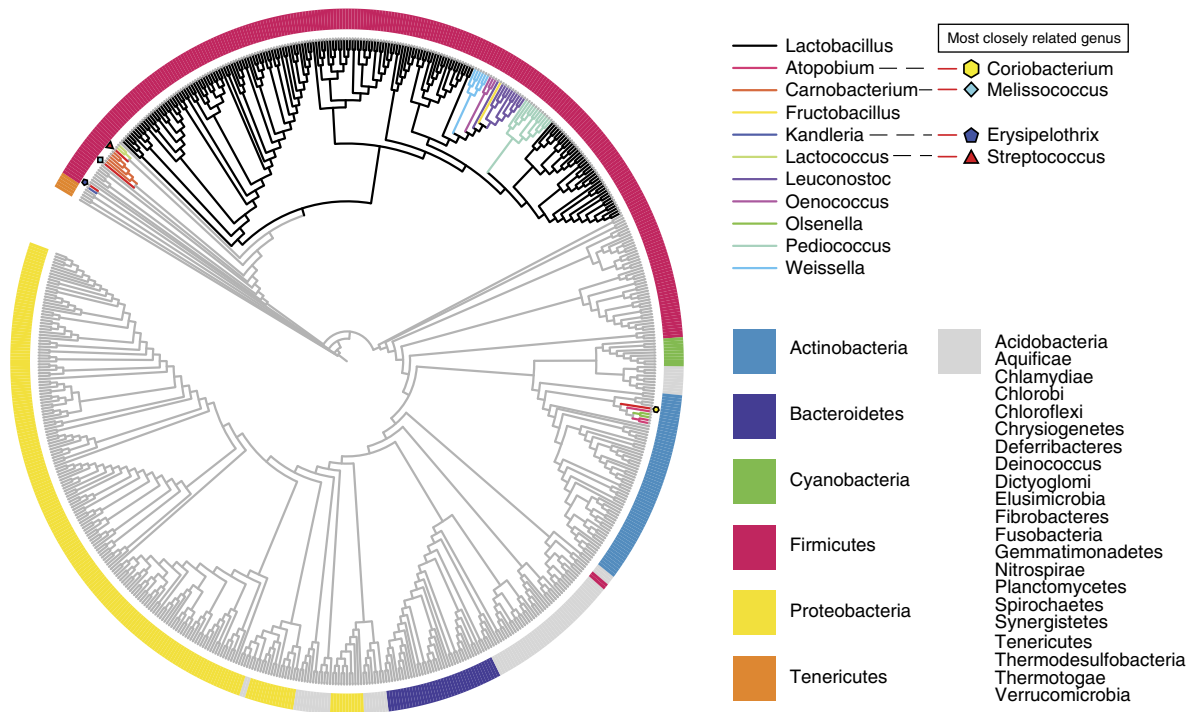 Most closely related genus
Lactobacillus
Atopobium
Coriobacterium
Carnobacterium
Melissococcus
Fructobacillus
Kandleria
Erysipelothrix
Lactococcus
Streptococcus
Leuconostoc
Oenococcus
Olsenella
Pediococcus
Weissella
Actinobacteria
Bacteroidetes
Cyanobacteria
Firmicutes
Proteobacteria
Tenericutes
Acidobacteria
Aquificae
Chlamydiae
Chlorobi
Chloroflexi
Chrysiogenetes
Deferribacteres
Deinococcus
Dictyoglomi
Elusimicrobia
Fibrobacteres
Fusobacteria
Gemmatimonadetes
Nitrospirae
Planctomycetes
Spirochaetes
Synergistetes
Tenericutes
Thermodesulfobacteria
Thermotogae
Verrucomicrobia